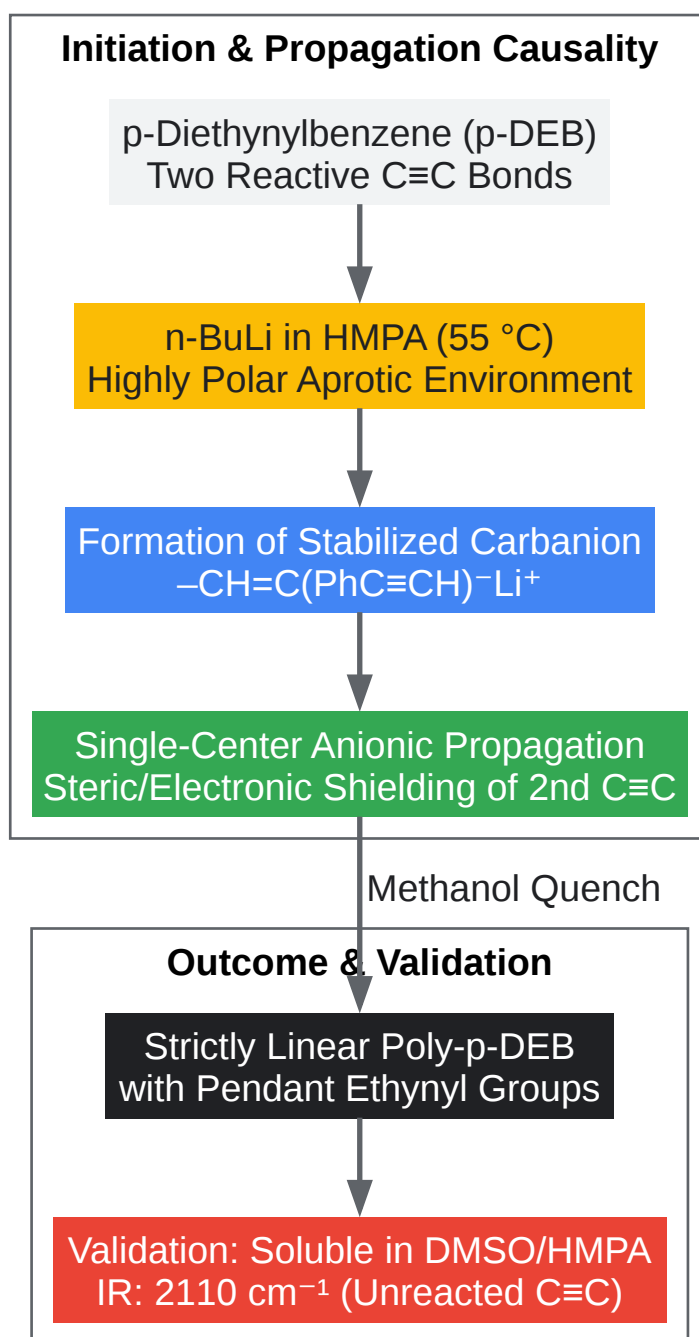 Initiation & Propagation Causality
p-Diethynylbenzene (p-DEB)
Two Reactive C≡C Bonds
n-BuLi in HMPA (55 °C)
Highly Polar Aprotic Environment
Formation of Stabilized Carbanion
–CH=C(PhC≡CH)⁻Li⁺
Single-Center Anionic Propagation
Steric/Electronic Shielding of 2nd C≡C
Methanol Quench
Outcome & Validation
Strictly Linear Poly-p-DEB
with Pendant Ethynyl Groups
Validation: Soluble in DMSO/HMPA
IR: 2110 cm⁻¹ (Unreacted C≡C)